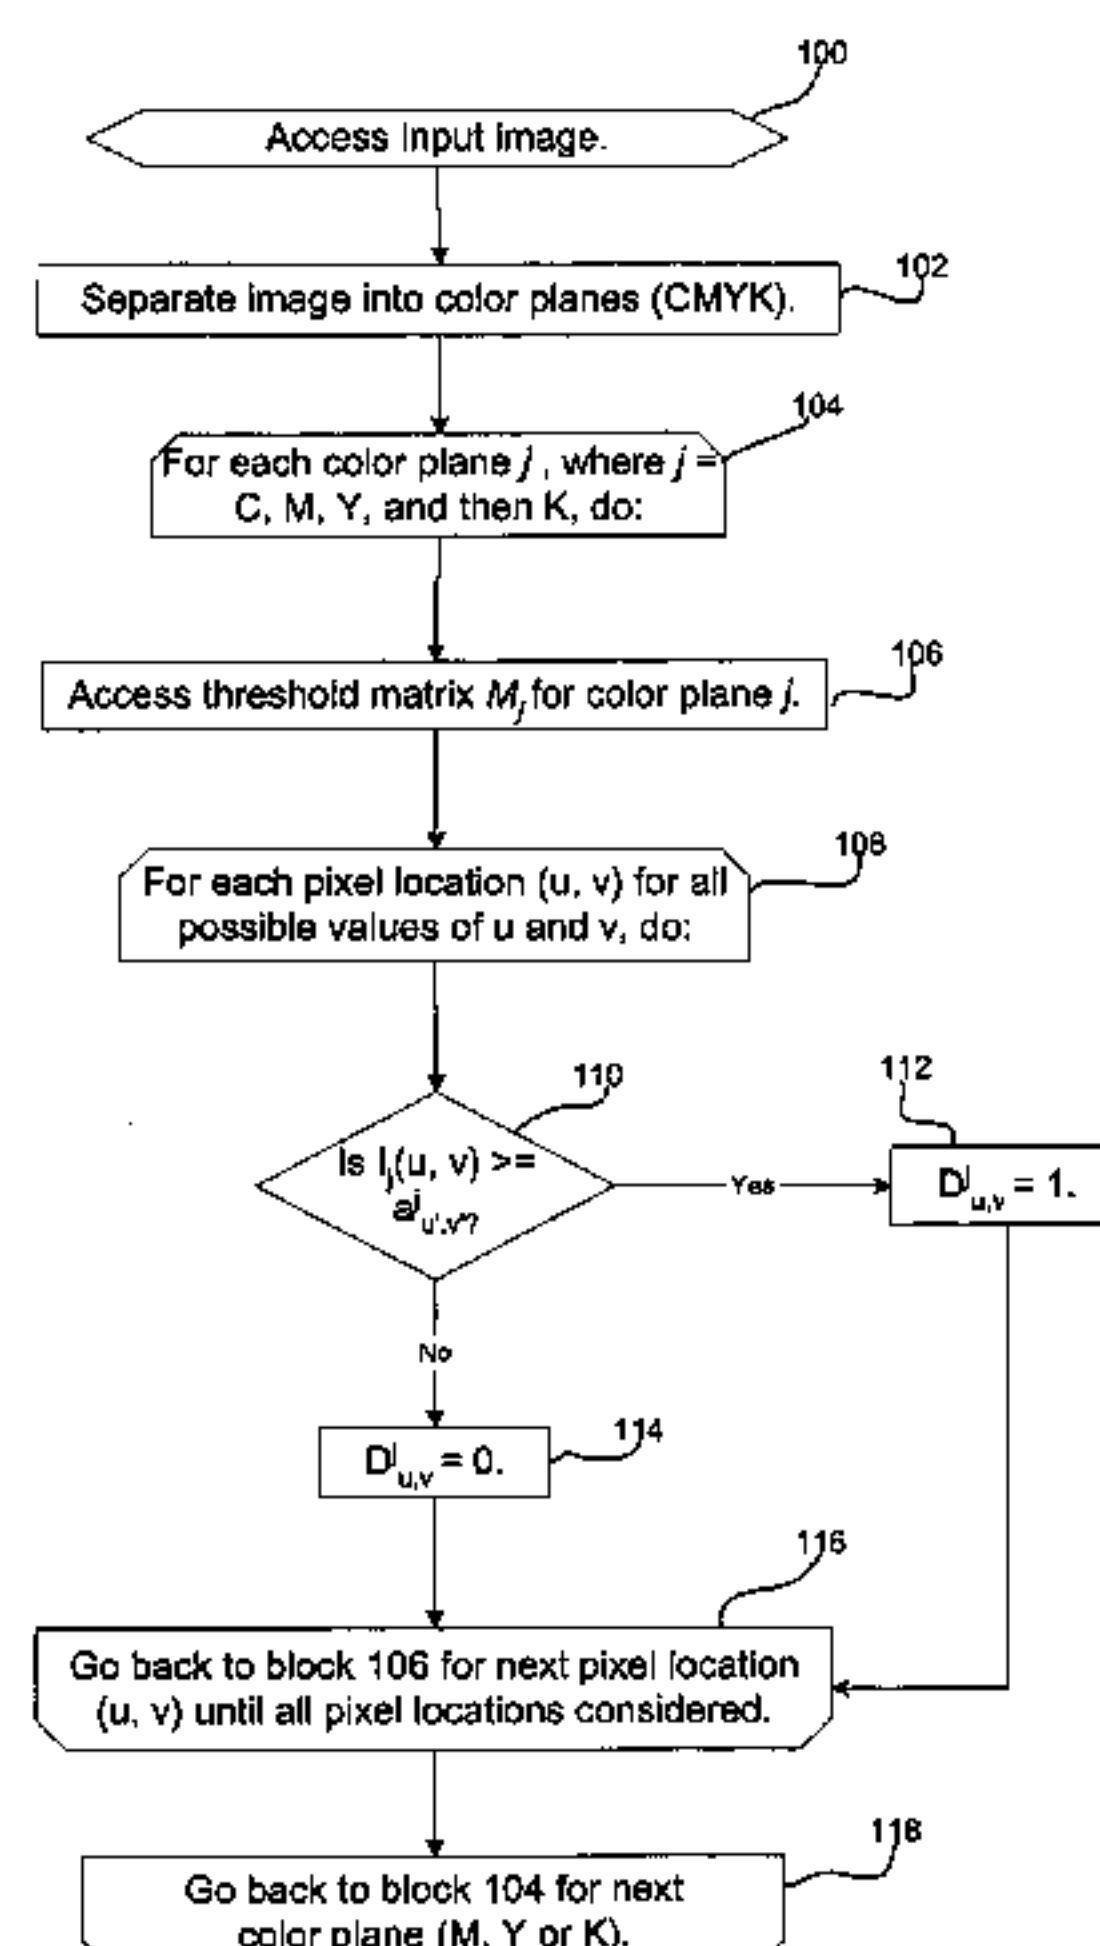 100
Access Input image.
102
Separate image into color planes (CMYK).
104
For each color plane j, where j =
C, M, Y, and then K, do:
106
Access threshold matrix Mj for color plane j.
108
For each pixel location (u, v) for all
possible values of u and v, do:
110
112
Is Ij(u, v) >=
aj u',v'?
Yes
Dj u,v = 1.
No
114
Dj u,v = 0.
116
Go back to block 106 for next pixel location
(u, v) until all pixel locations considered.
118
Go back to block 104 for next
color plane (M, Y or K).